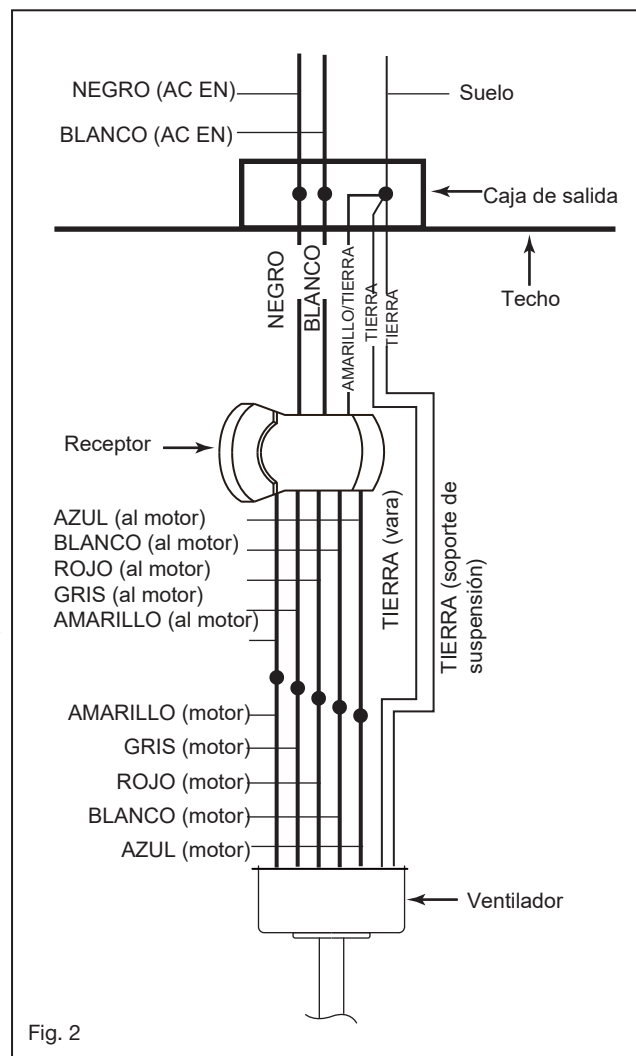 NEGRO (AC EN)
Suelo
BLANCO (AC EN)
Caja de salida
Techo
NEGRO
BLANCO
AMARILLO/TIERRA
TIERRA
TIERRA
Receptor
AZUL (al motor)
BLANCO (al motor)
ROJO (al motor)
GRIS (al motor)
AMARILLO (al motor)
TIERRA (vara)
TIERRA (soporte de
suspensión)
AMARILLO (motor)
GRIS (motor)
ROJO (motor)
BLANCO (motor)
AZUL (motor)
Ventilador
Fig. 2